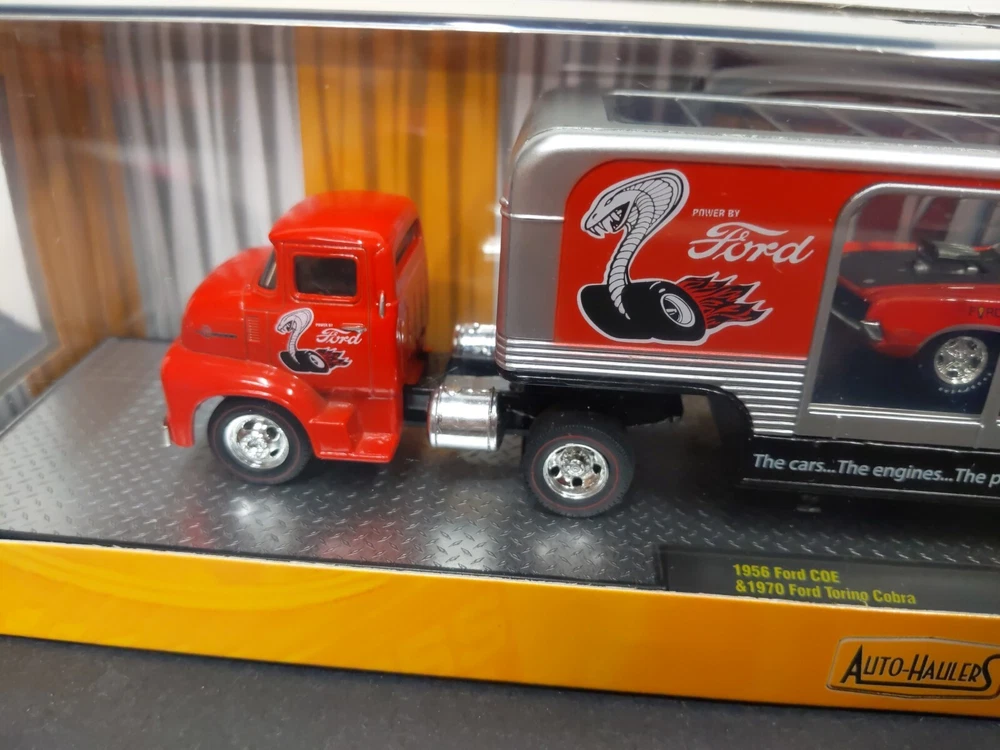 POWER BY
Ford
POWER BY
Ford
FORD
The cars...The engines...The p
1956 Ford COE
&1970 Ford Torino Cobra
AUTO-HAULERS